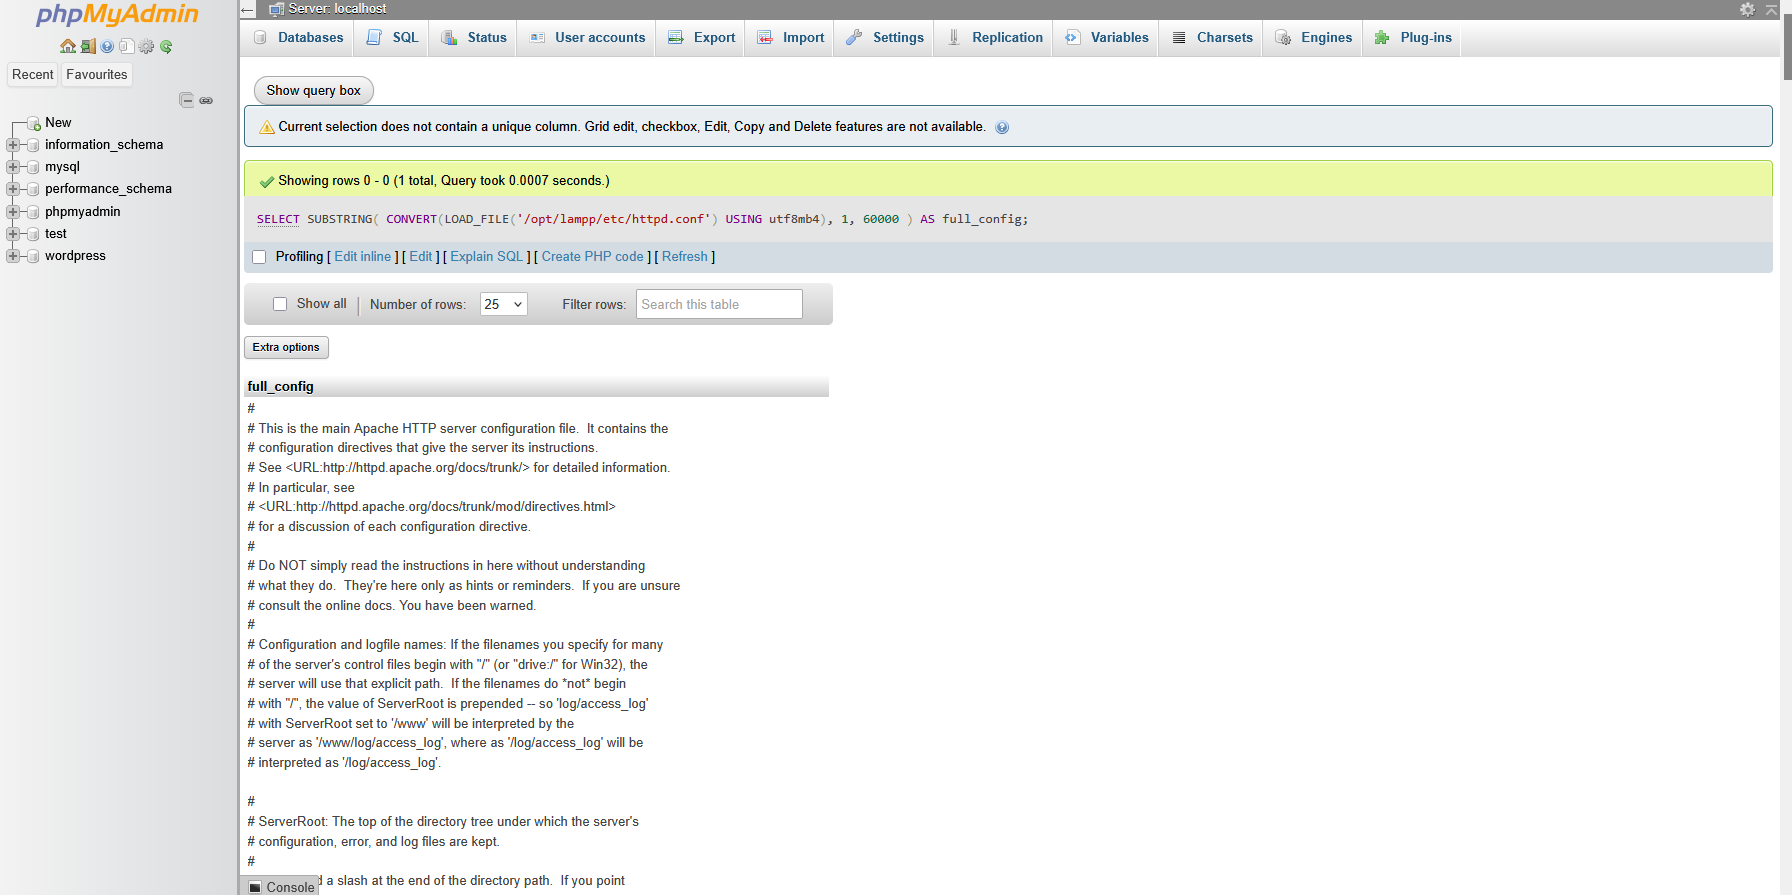 phpMyAdmin
Recent Favourites
New
information_schema
mysql
performance_schema
phpmyadmin
test
wordpress
Server: localhost
Databases SQL Status User accounts Export Import Settings Replication Variables Charsets Engines Plug-ins
Show query box
Current selection does not contain a unique column. Grid edit, checkbox, Edit, Copy and Delete features are not available.
Showing rows 0 - 0 (1 total, Query took 0.0007 seconds.)
SELECT SUBSTRING( CONVERT(LOAD_FILE('/opt/lampp/etc/httpd.conf') USING utf8mb4), 1, 60000 ) AS full_config;
Profiling [ Edit inline ] [ Edit ] [ Explain SQL ] [ Create PHP code ] [ Refresh ]
Show all | Number of rows: 25 Filter rows: Search this table
Extra options
full_config
#
# This is the main Apache HTTP server configuration file.  It contains the
# configuration directives that give the server its instructions.
# See <URL:http://httpd.apache.org/docs/trunk/> for detailed information.
# In particular, see
# <URL:http://httpd.apache.org/docs/trunk/mod/directives.html>
# for a discussion of each configuration directive.
#
# Do NOT simply read the instructions in here without understanding
# what they do.  They're here only as hints or reminders.  If you are unsure
# consult the online docs. You have been warned.
#
# Configuration and logfile names: If the filenames you specify for many
# of the server's control files begin with "/" (or "drive:/" for Win32), the
# server will use that explicit path.  If the filenames do *not* begin
# with "/", the value of ServerRoot is prepended -- so 'log/access_log'
# with ServerRoot set to '/www' will be interpreted by the
# server as '/www/log/access_log', where as '/log/access_log' will be
# interpreted as '/log/access_log'.
#
# ServerRoot: The top of the directory tree under which the server's
# configuration, error, and log files are kept.
#
a slash at the end of the directory path.  If you point
Console